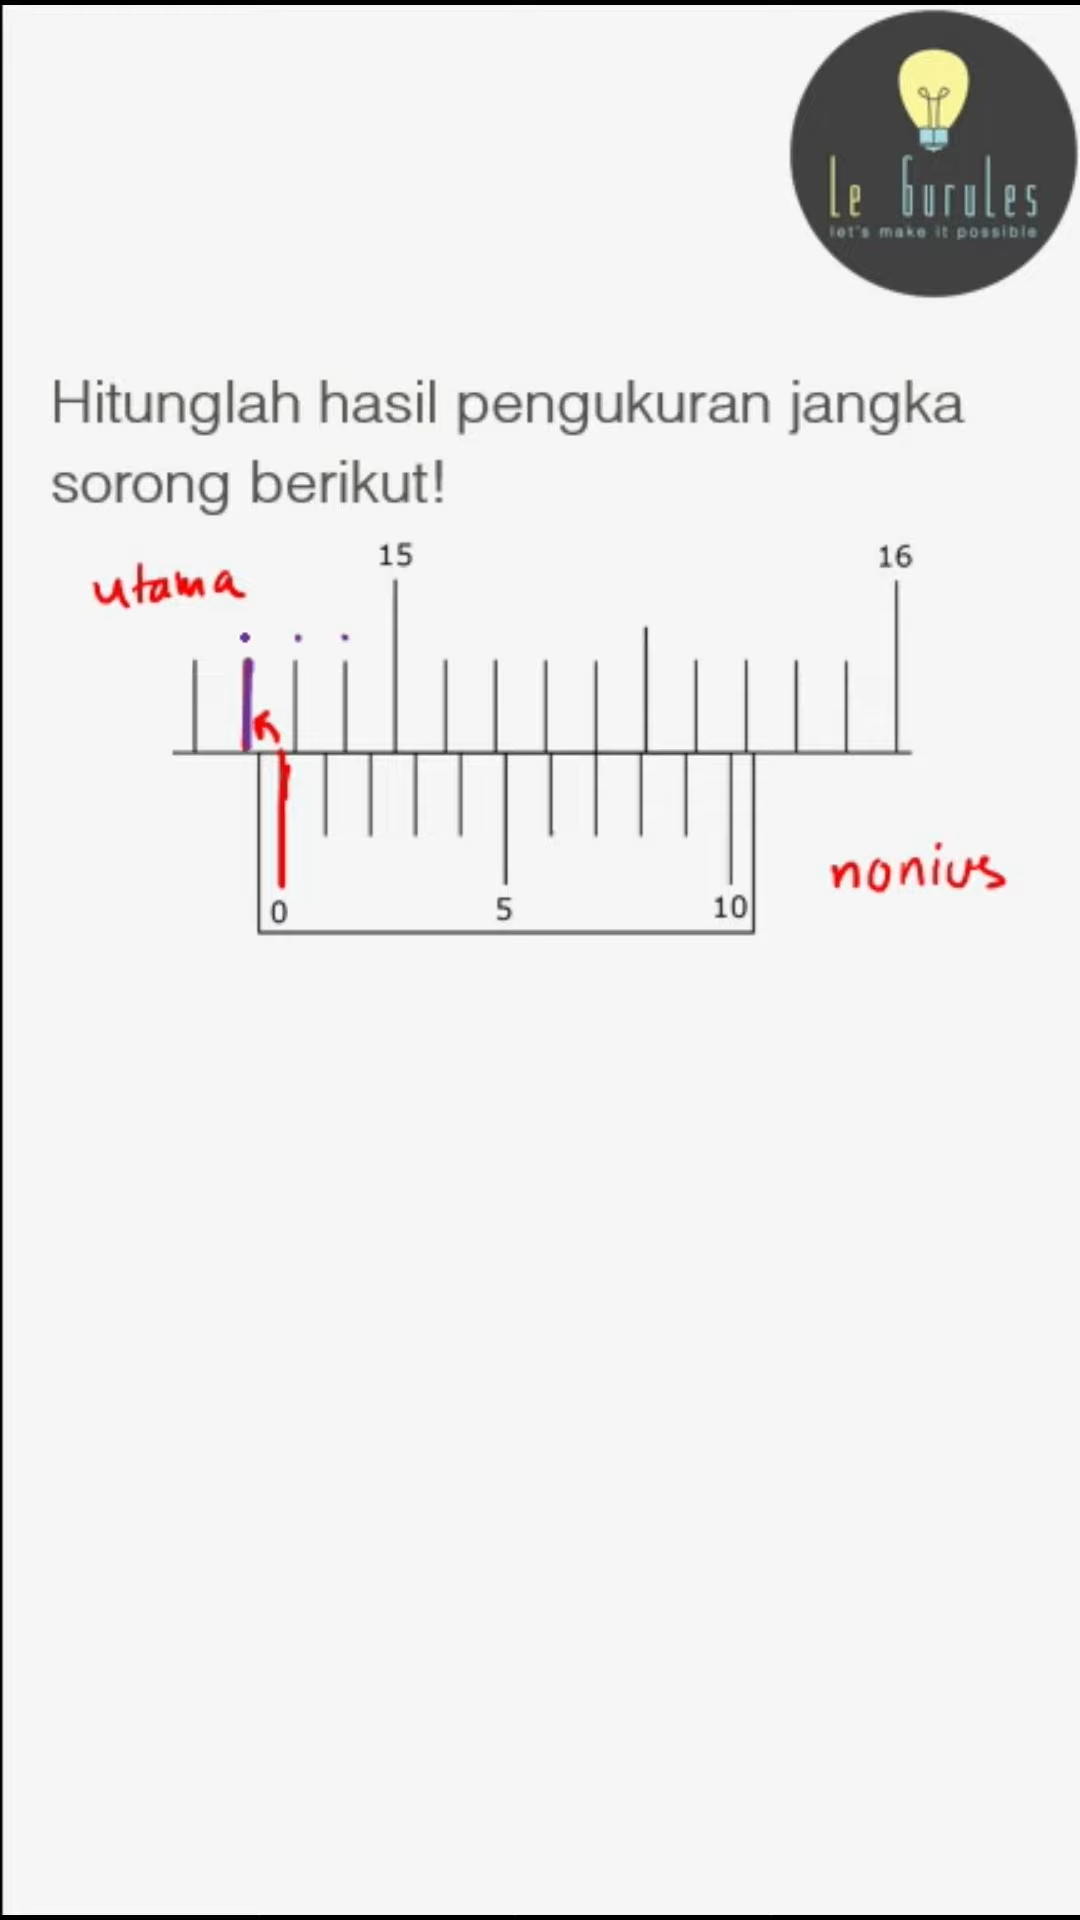 Le Gurules
let's make it possible
Hitunglah hasil pengukuran jangka
sorong berikut!
15 16
utama
nonius
0 5 10